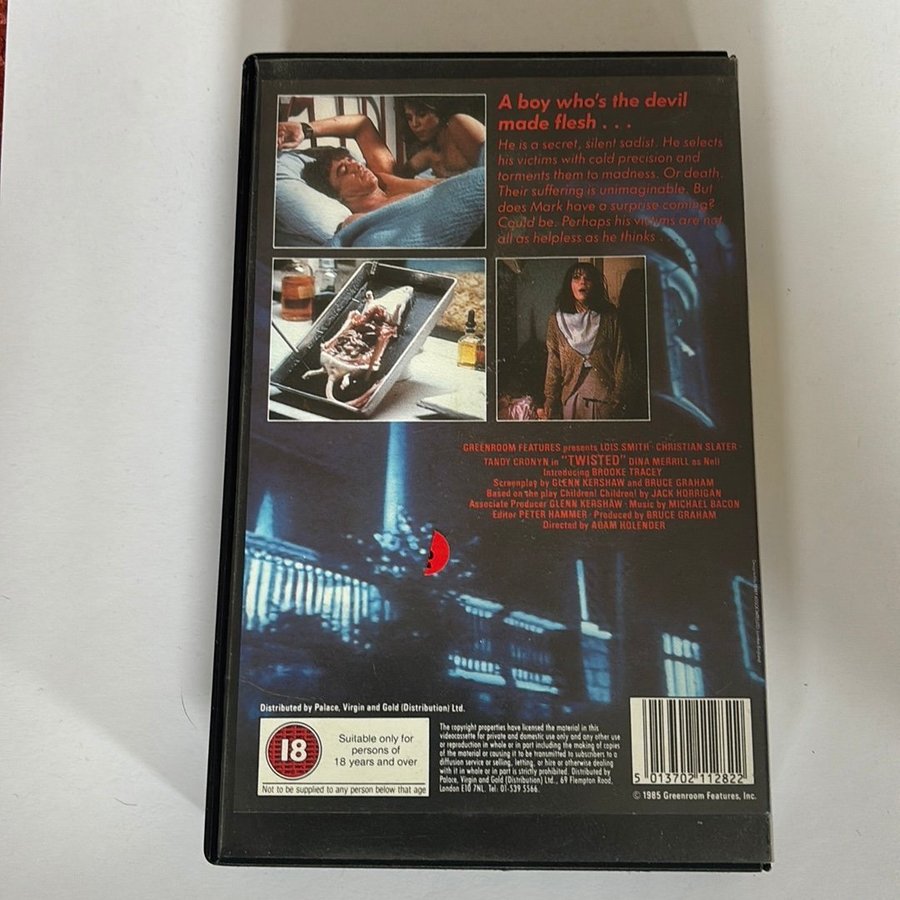 A boy who's the devil
made flesh . . .
He is a secret, silent sadist. He selects
his victims with cold precision and
torments them to madness. Or death.
Their suffering is unimaginable. But
does Mark have a surprise coming?
Could be. Perhaps his victims are not
all as helpless as he thinks . . .
GREENROOM FEATURES presents LOIS SMITH · CHRISTIAN SLATER ·
TANDY CRONYN in "TWISTED" DINA MERRILL as Nell
Introducing BROOKE TRACEY
Screenplay by GLENN KERSHAW and BRUCE GRAHAM
Based on the play Children! Children! by JACK HORRIGAN
Associate Producer GLENN KERSHAW · Music by MICHAEL BACON
Editor PETER HAMMER · Produced by BRUCE GRAHAM
Directed by ADAM HOLENDER
Distributed by Palace, Virgin and Gold (Distribution) Ltd.
18
Suitable only for
persons of
18 years and over
Not to be supplied to any person below that age
The copyright properties have licensed the material in this
videocassette for private and domestic use only and any other use
or reproduction in whole or in part including the making of copies
of the material or causing it to be transmitted to subscribers to a
diffusion service or selling, letting, or hire or otherwise dealing
with it in whole or in part is strictly prohibited. Distributed by
Palace, Virgin and Gold (Distribution) Ltd., 69 Flempton Road,
London E10 7NL. Tel: 01-539 5566.
5 013702 112822
© 1985 Greenroom Features, Inc.